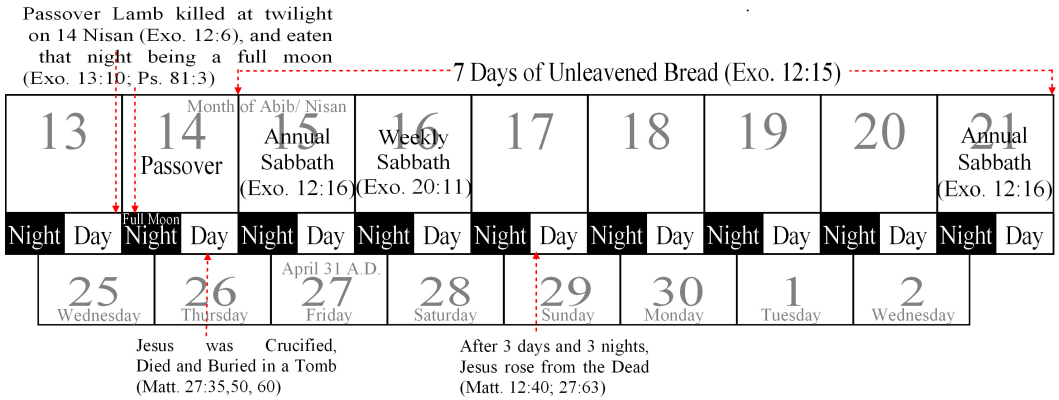 Passover Lamb killed at twilight
on 14 Nisan (Exo. 12:6), and eaten
that night being a full moon
(Exo. 13:10; Ps. 81:3)
7 Days of Unleavened Bread (Exo. 12:15)
Month of Abib/ Nisan
13 14 15 16 17 18 19 20 21
Passover
Annual
Sabbath
(Exo. 12:16)
Weekly
Sabbath
(Exo. 20:11)
Annual
Sabbath
(Exo. 12:16)
Full Moon
Night Day Night Day Night Day Night Day Night Day Night Day Night Day Night Day Night Day
April 31 A.D.
25 26 27 28 29 30 1 2
Wednesday Thursday Friday Saturday Sunday Monday Tuesday Wednesday
Jesus was Crucified,
Died and Buried in a Tomb
(Matt. 27:35,50, 60)
After 3 days and 3 nights,
Jesus rose from the Dead
(Matt. 12:40; 27:63)